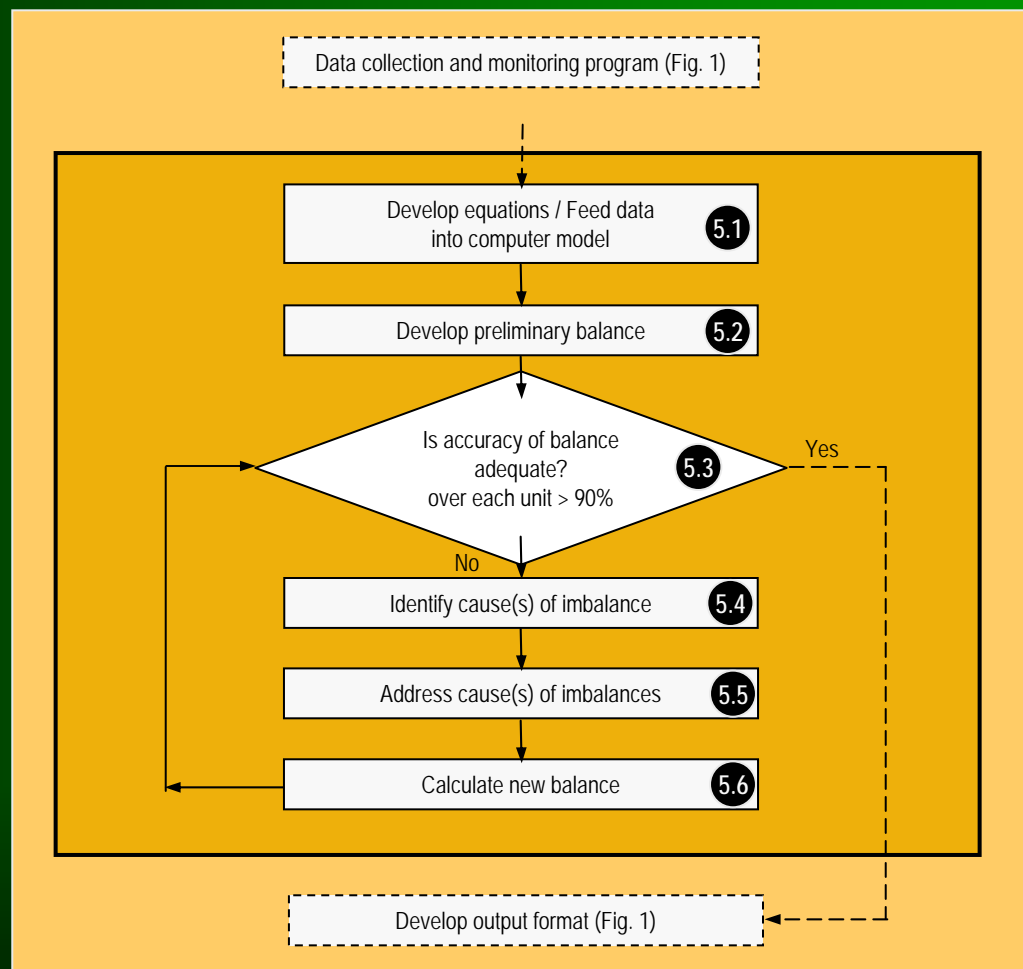 Data collection and monitoring program (Fig. 1)
Develop equations / Feed data
into computer model
5.1
Develop preliminary balance
5.2
Is accuracy of balance
adequate?
over each unit > 90%
5.3
Yes
No
Identify cause(s) of imbalance
5.4
Address cause(s) of imbalances
5.5
Calculate new balance
5.6
Develop output format (Fig. 1)